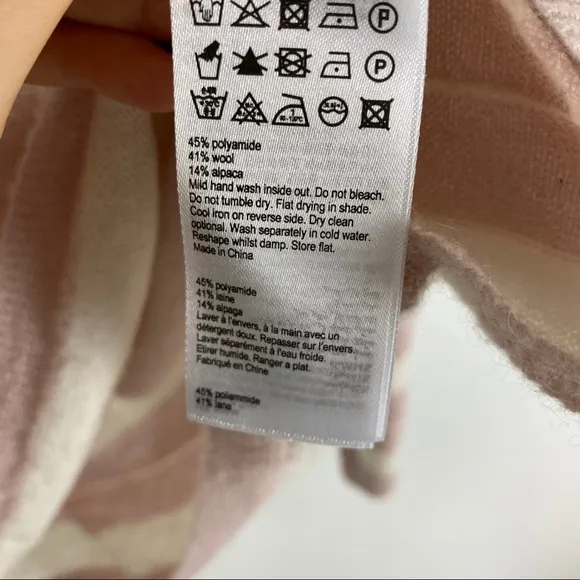 P
P
45% polyamide
41% wool
14% alpaca
Mild hand wash inside out. Do not bleach.
Do not tumble dry. Flat drying in shade.
Cool iron on reverse side. Dry clean
optional. Wash separately in cold water.
Reshape whilst damp. Store flat.
Made in China
45% polyamide
41% laine
14% alpaga
Laver à l'envers, à la main avec un
détergent doux. Repasser sur l'envers.
Laver séparément à l'eau froide.
Etirer humide. Ranger a plat.
Fabriqué en Chine
45% poliammide
41% lana